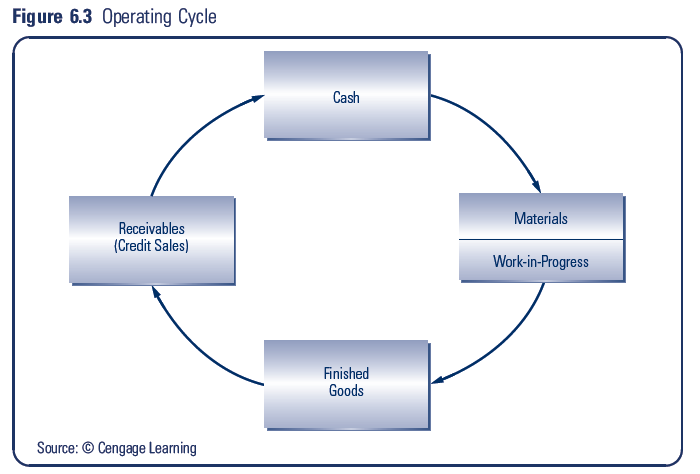 Figure 6.3 Operating Cycle
Cash
Receivables
(Credit Sales)
Materials
Work-in-Progress
Finished
Goods
Source: © Cengage Learning